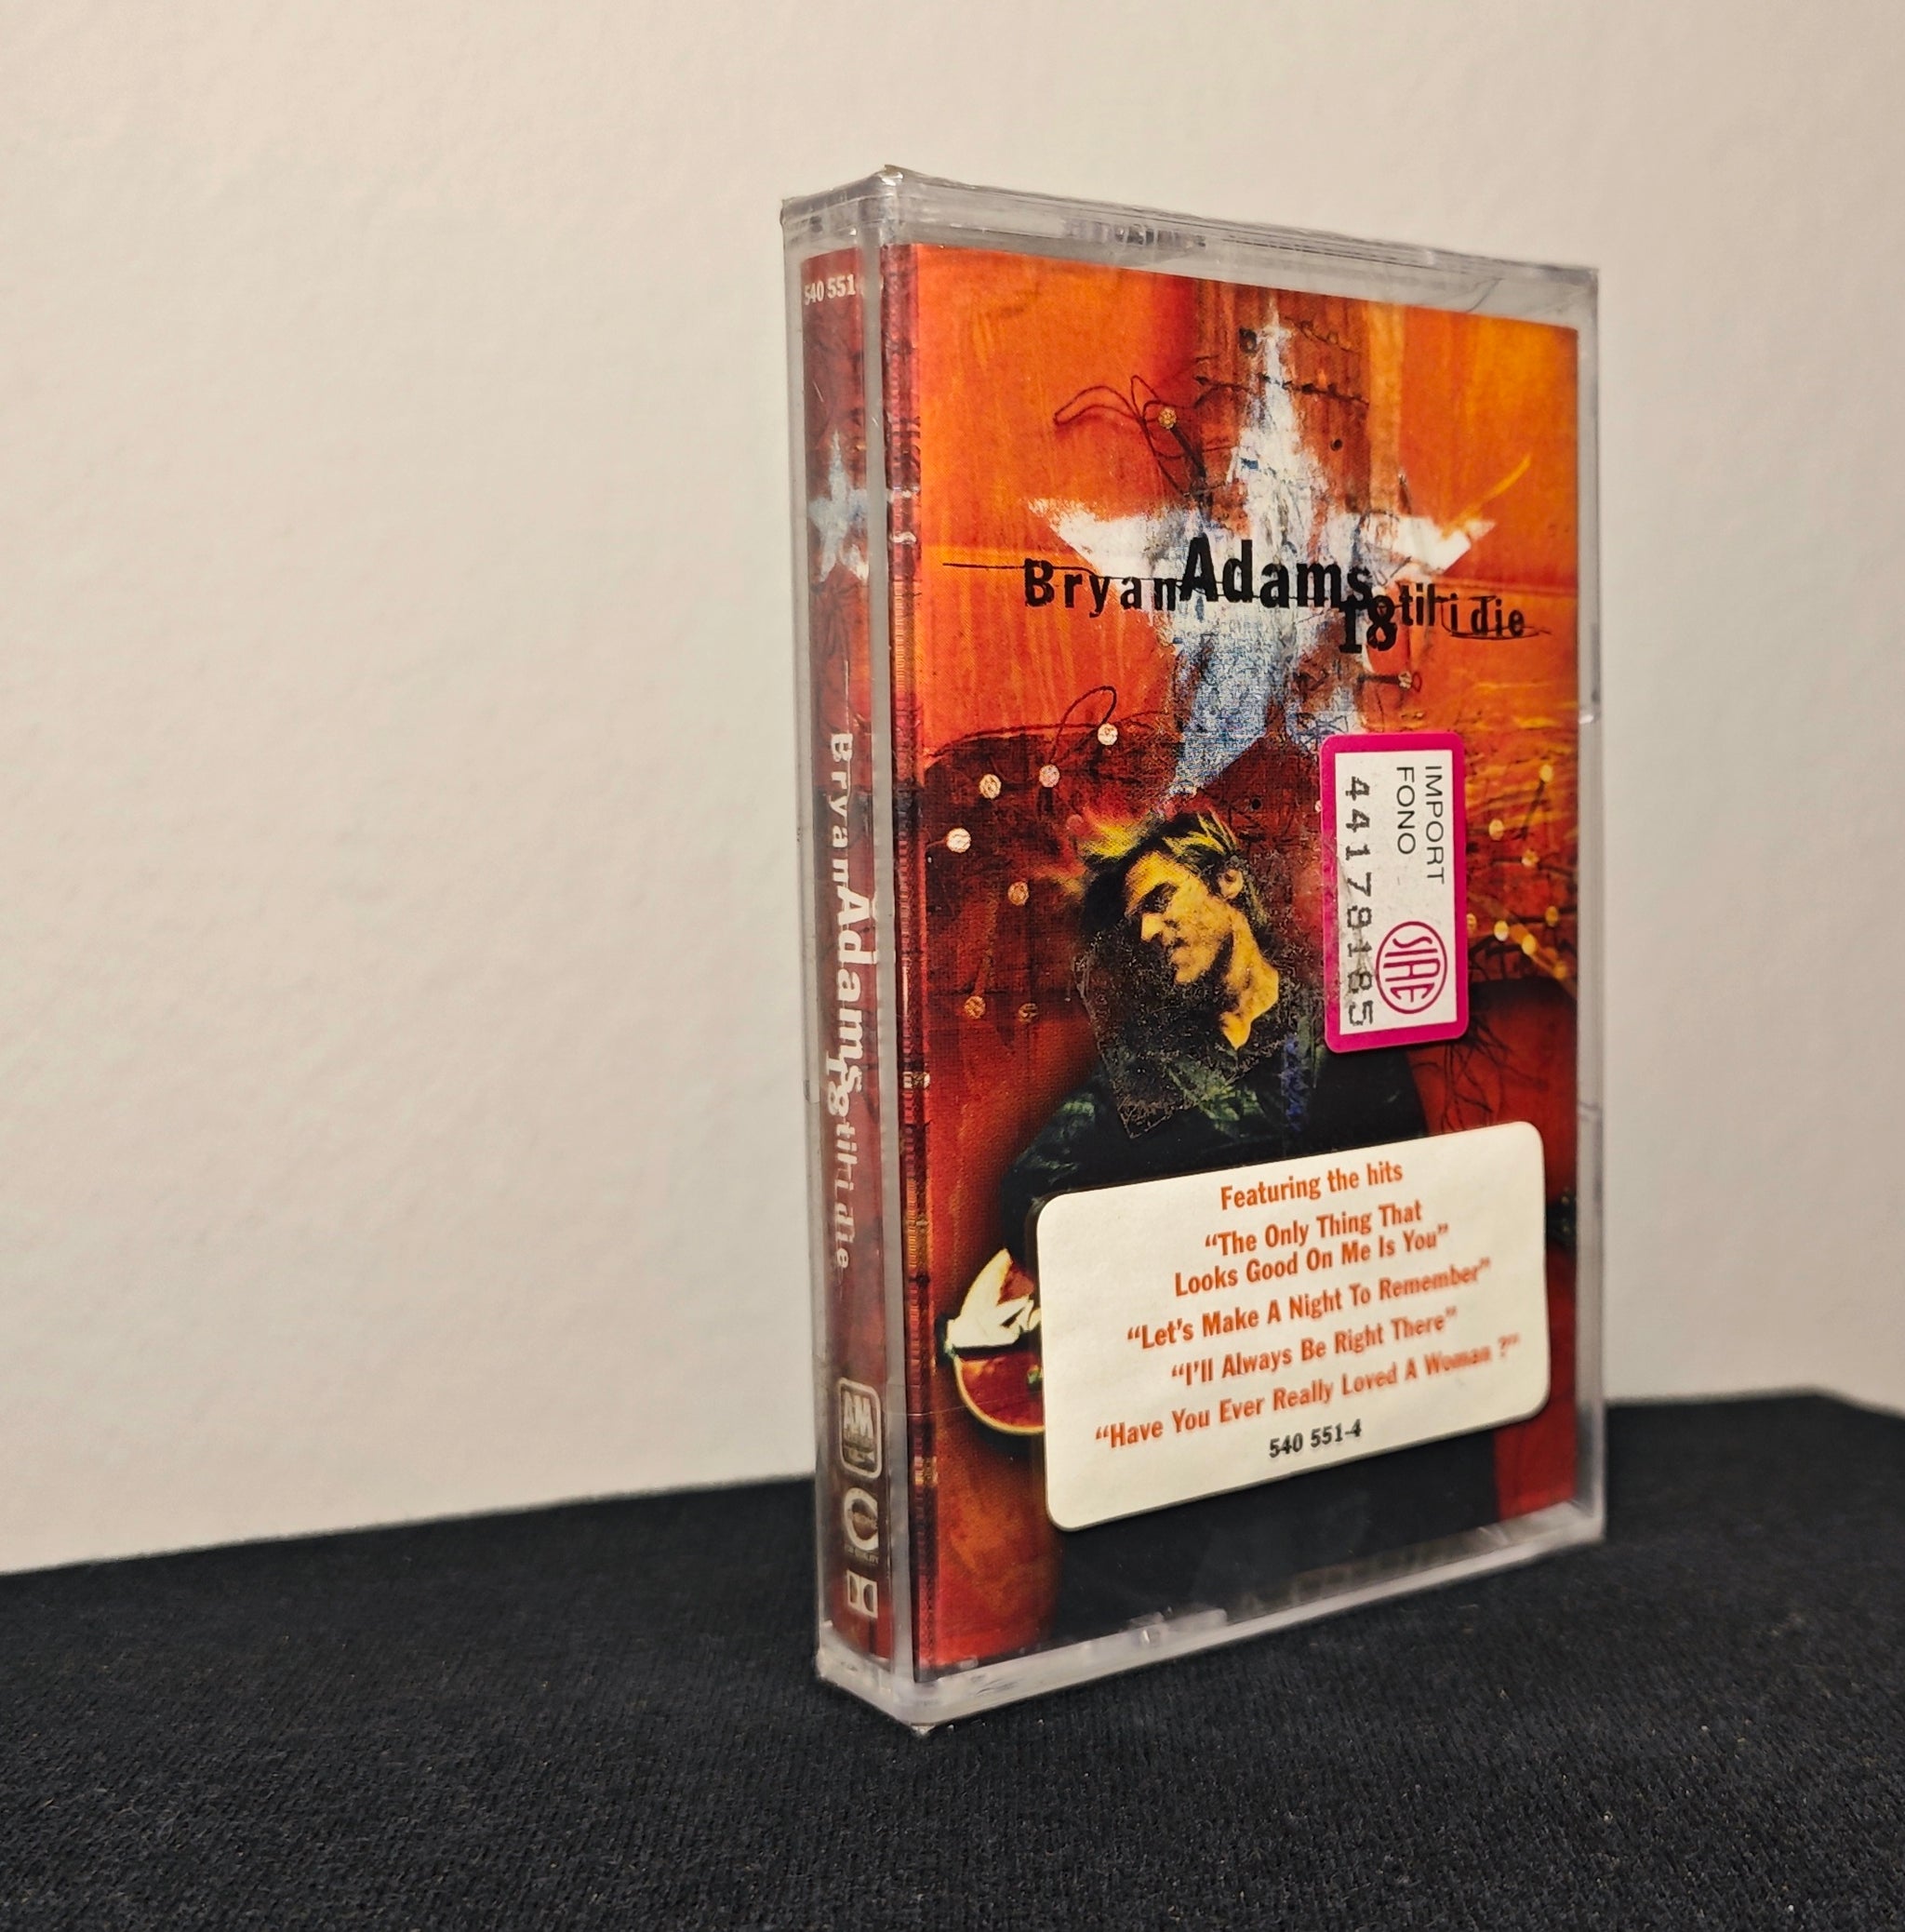 540 551
Bryan Adams 18 til i die
AM
Bryan Adams 18 til i die
IMPORT
FONO
44178185
SIAE
Featuring the hits
“The Only Thing That
Looks Good On Me Is You”
“Let's Make A Night To Remember”
“I'll Always Be Right There”
“Have You Ever Really Loved A Woman ?”
540 551-4